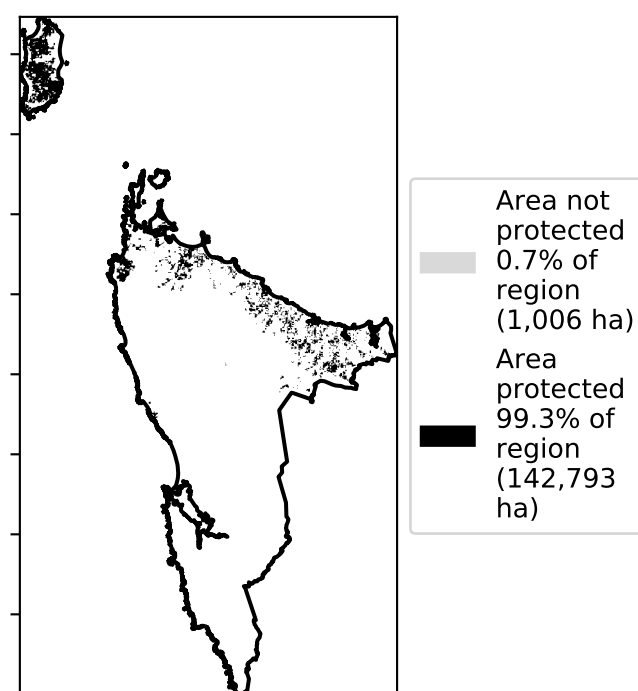 Area not
protected
0.7% of
region
(1,006 ha)
Area
protected
99.3% of
region
(142,793
ha)